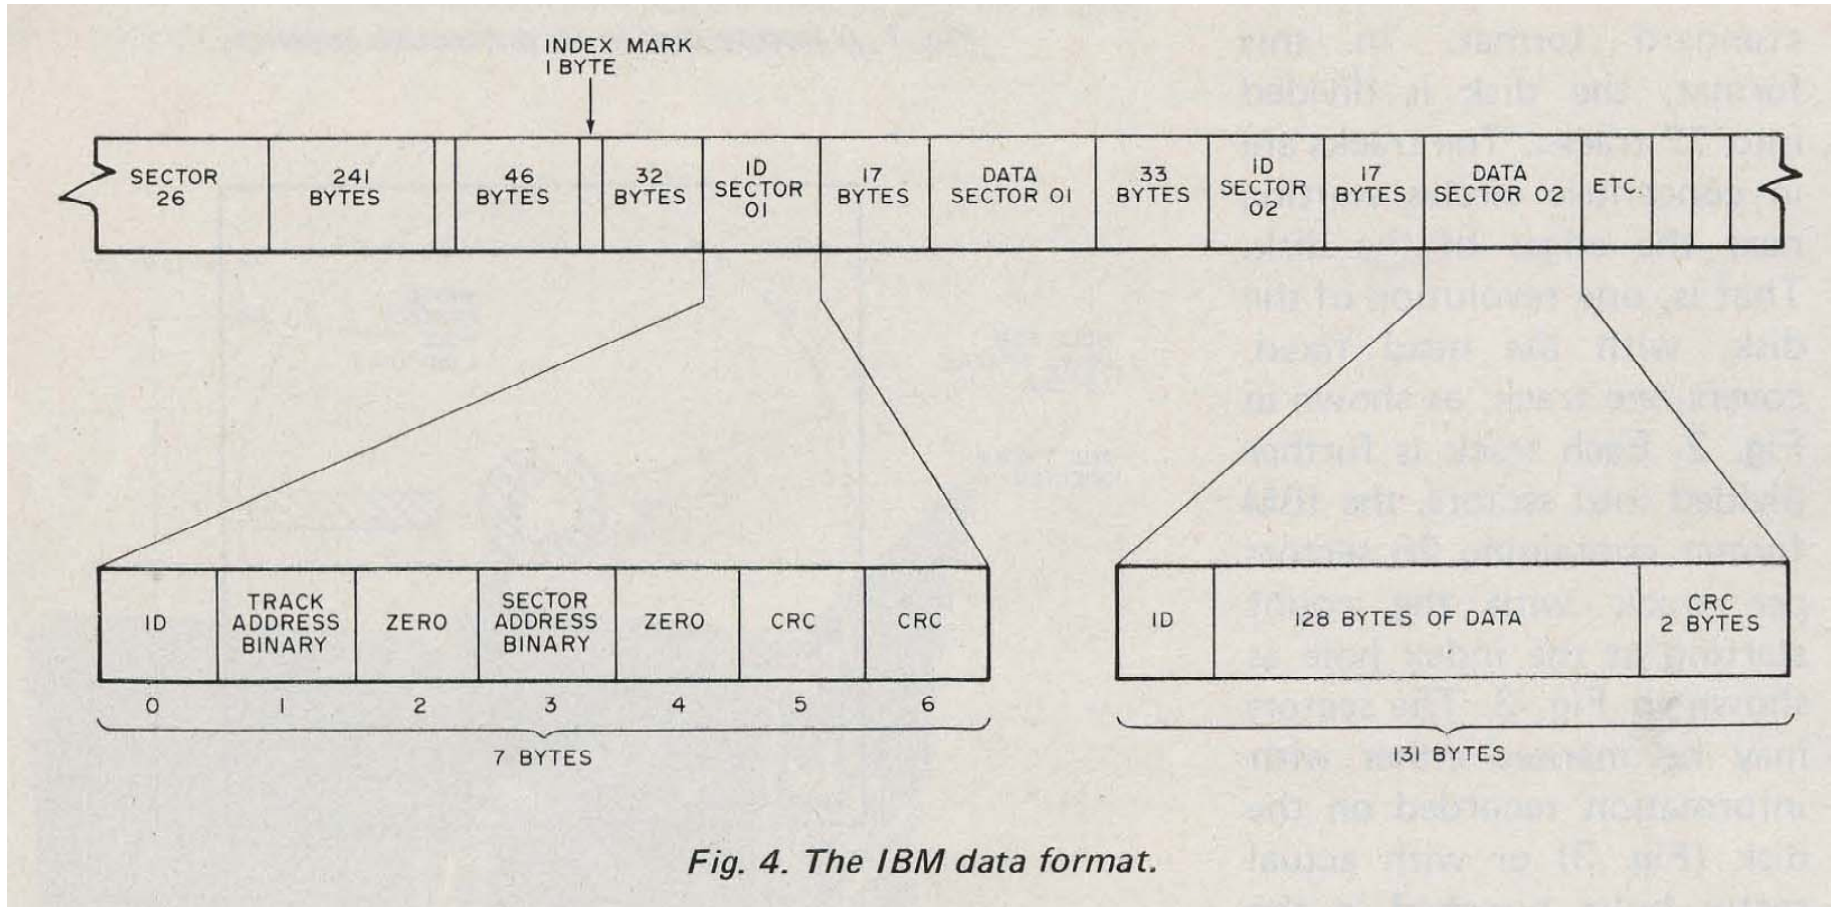 INDEX MARK
1 BYTE
SECTOR
26
241
BYTES
46
BYTES
32
BYTES
ID
SECTOR
01
17
BYTES
DATA
SECTOR 01
33
BYTES
ID
SECTOR
02
17
BYTES
DATA
SECTOR 02
ETC.
ID
TRACK
ADDRESS
BINARY
ZERO
SECTOR
ADDRESS
BINARY
ZERO
CRC
CRC
0 1 2 3 4 5 6
7 BYTES
ID
128 BYTES OF DATA
CRC
2 BYTES
131 BYTES
Fig. 4. The IBM data format.